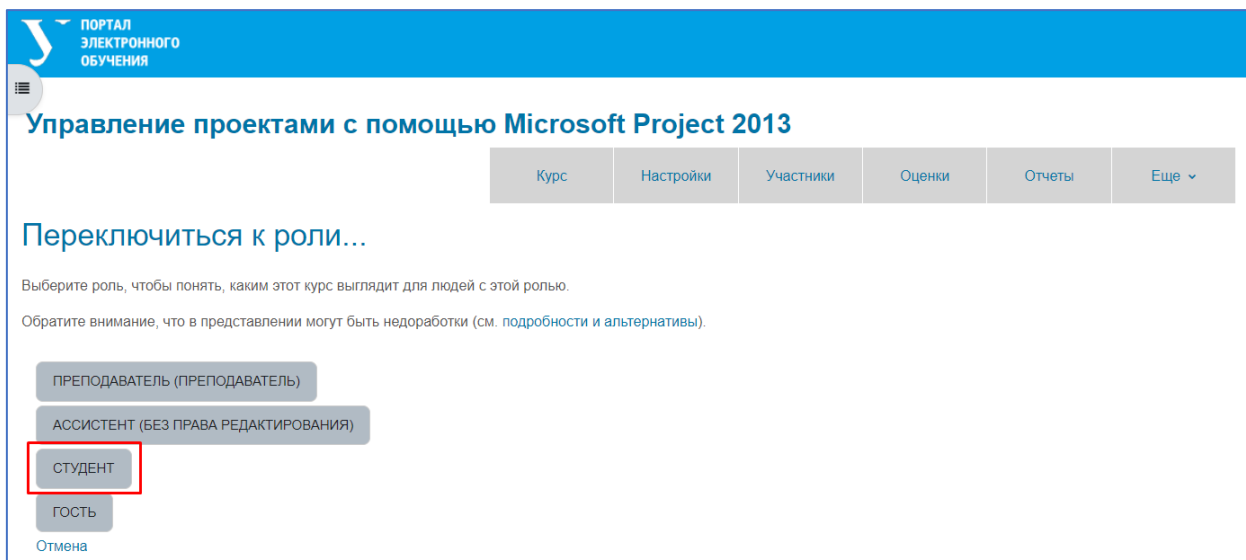 ПОРТАЛ
ЭЛЕКТРОННОГО
ОБУЧЕНИЯ
Управление проектами с помощью Microsoft Project 2013
Курс Настройки Участники Оценки Отчеты Еще
Переключиться к роли...
Выберите роль, чтобы понять, каким этот курс выглядит для людей с этой ролью.
Обратите внимание, что в представлении могут быть недоработки (см. подробности и альтернативы).
ПРЕПОДАВАТЕЛЬ (ПРЕПОДАВАТЕЛЬ)
АССИСТЕНТ (БЕЗ ПРАВА РЕДАКТИРОВАНИЯ)
СТУДЕНТ
ГОСТЬ
Отмена